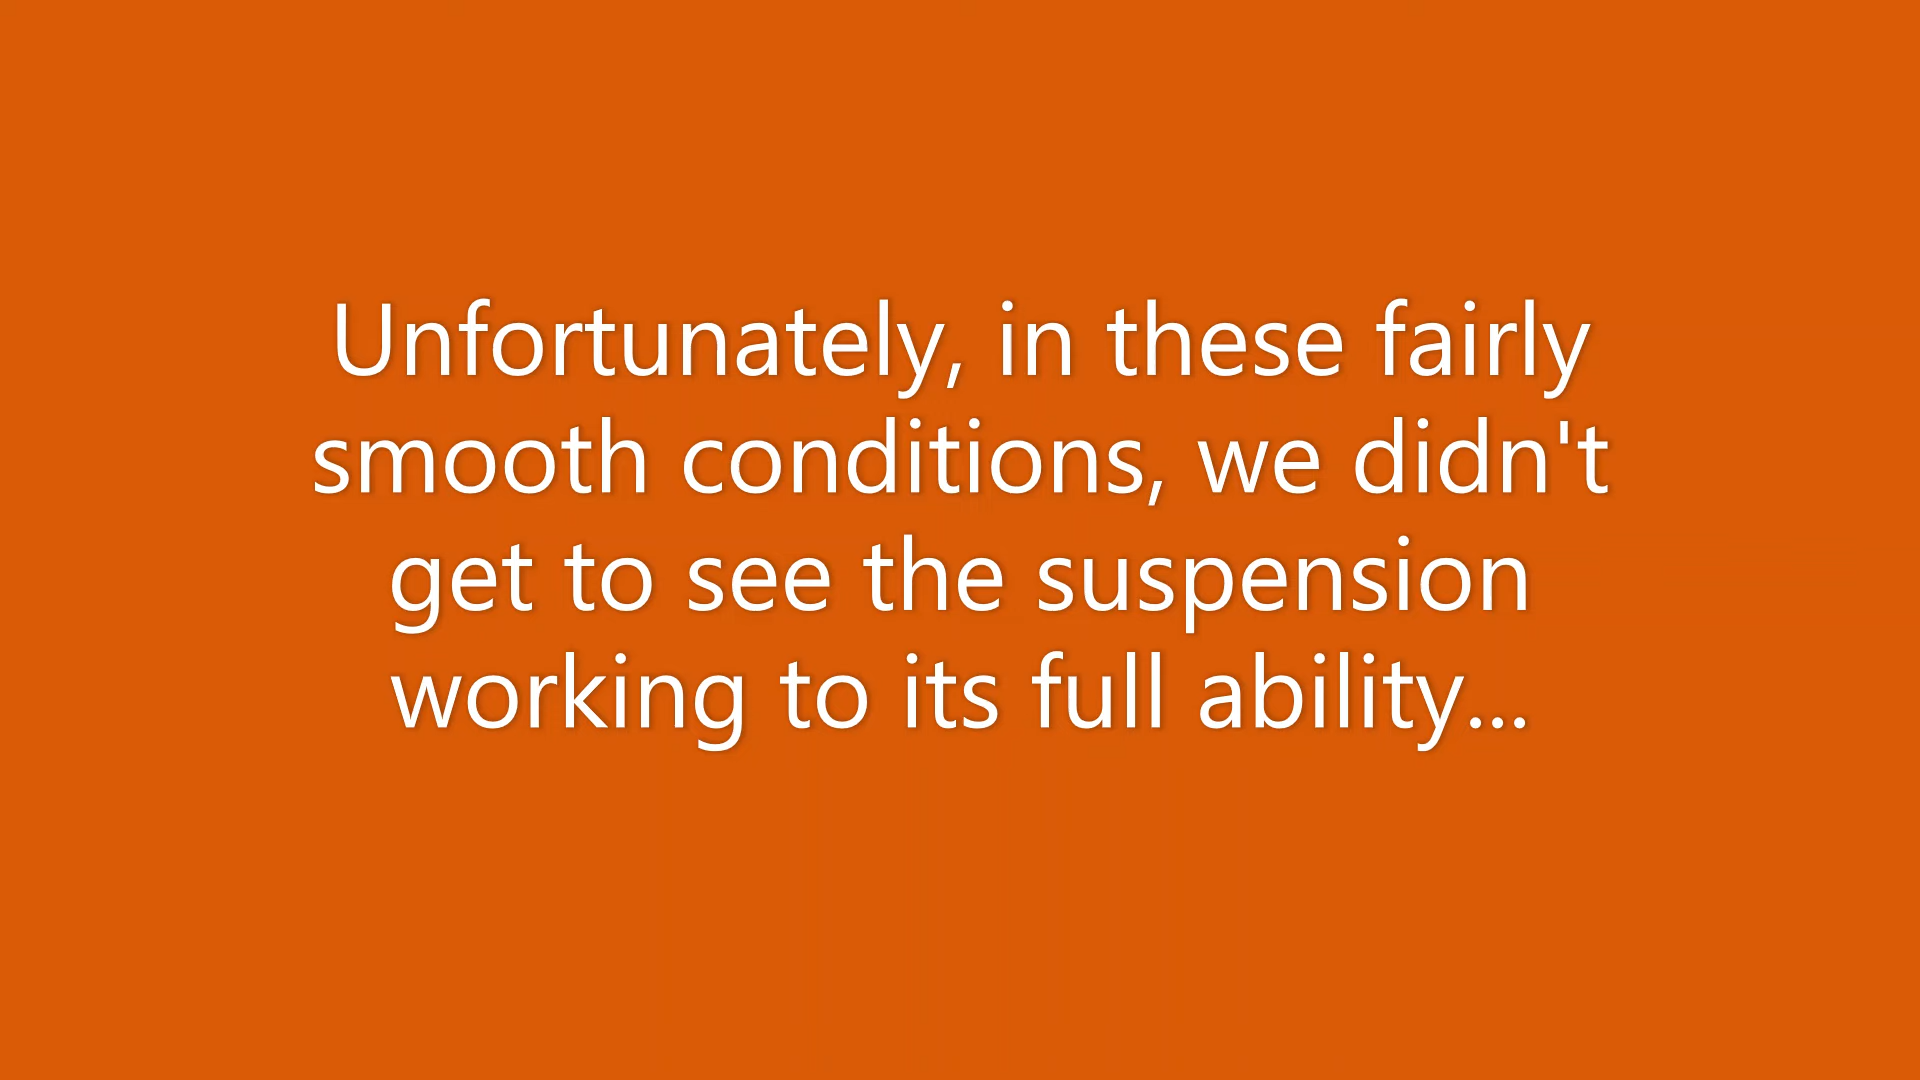 Unfortunately, in these fairly
smooth conditions, we didn't
get to see the suspension
working to its full ability...